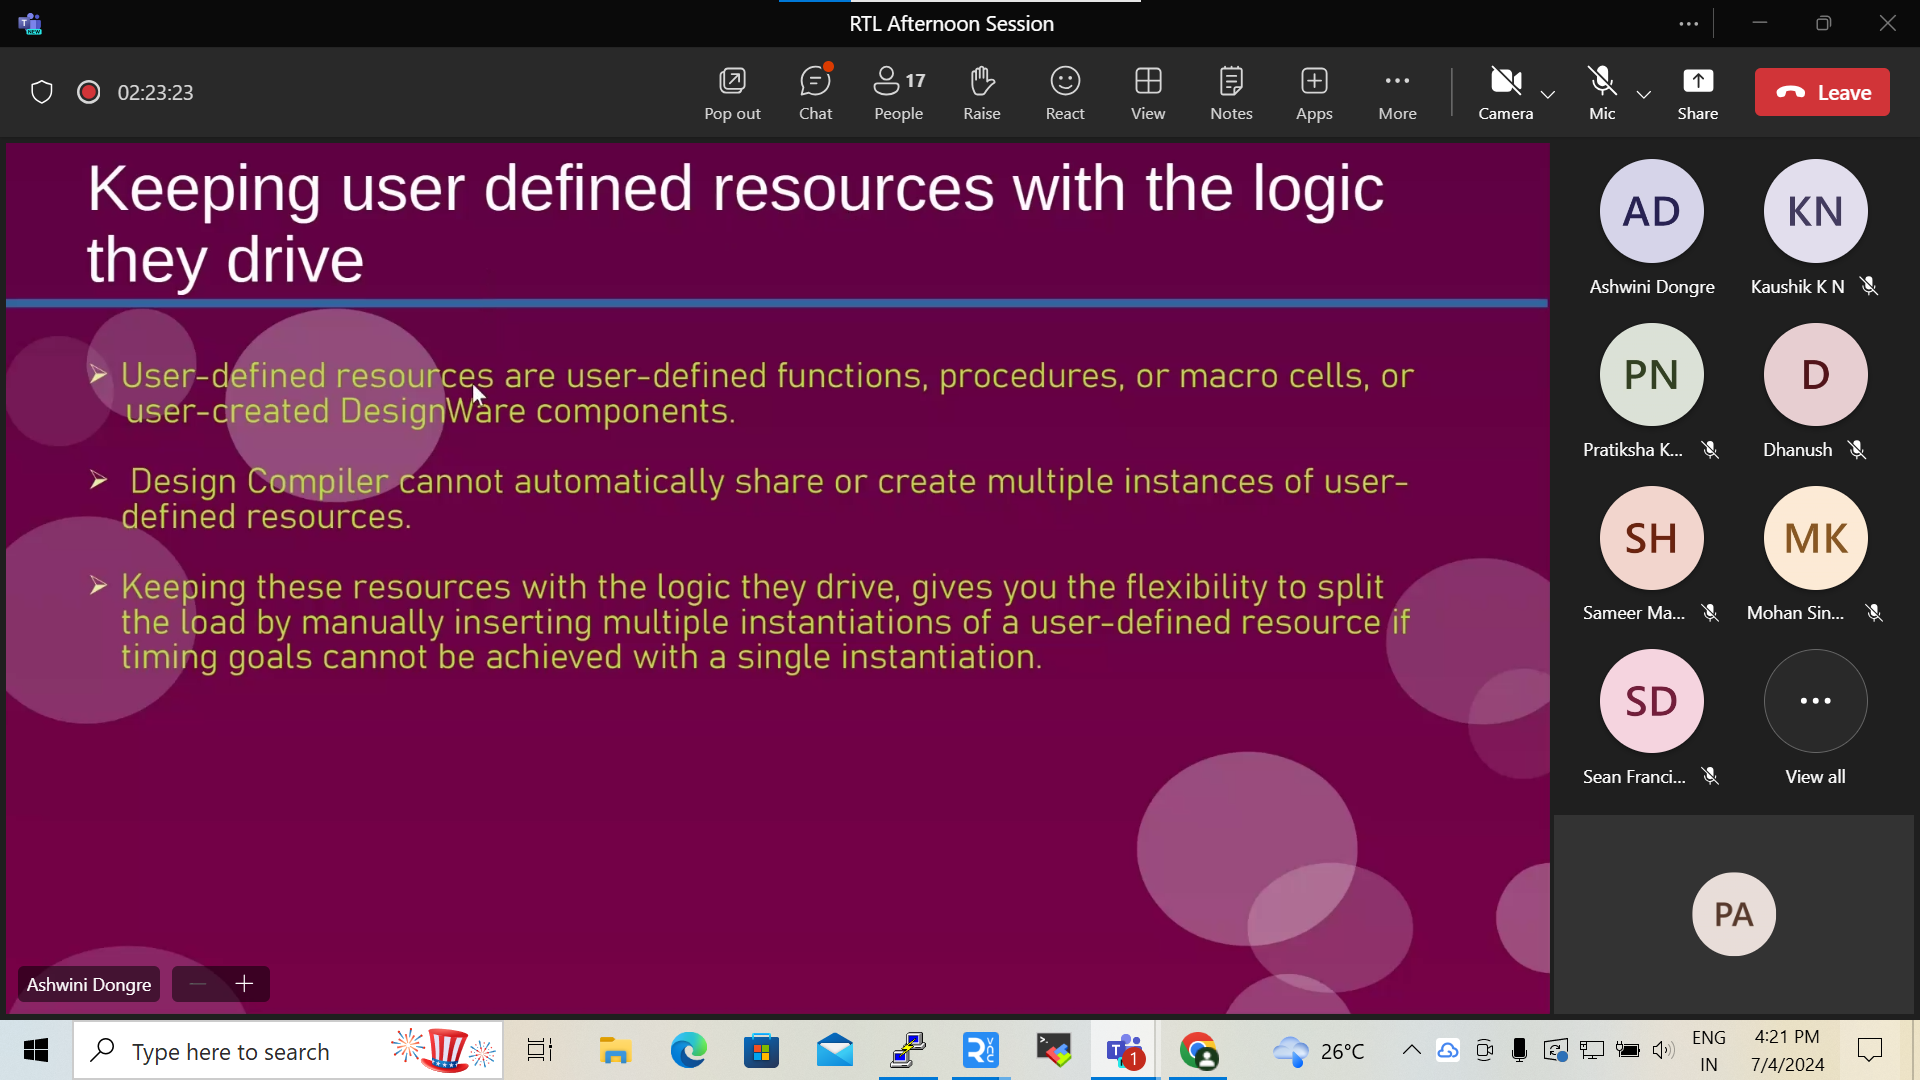 RTL Afternoon Session
02:23:23
Pop out
Chat
17
People
Raise
React
View
Notes
Apps
More
Camera
Mic
Share
Leave
Keeping user defined resources with the logic
they drive
➢ User-defined resources are user-defined functions, procedures, or macro cells, or
user-created DesignWare components.
➢ Design Compiler cannot automatically share or create multiple instances of user-
defined resources.
➢ Keeping these resources with the logic they drive, gives you the flexibility to split
the load by manually inserting multiple instantiations of a user-defined resource if
timing goals cannot be achieved with a single instantiation.
Ashwini Dongre
AD
Ashwini Dongre
KN
Kaushik K N
PN
Pratiksha K...
D
Dhanush
SH
Sameer Ma...
MK
Mohan Sin...
SD
Sean Franci...
View all
PA
Type here to search
1
26°C
ENG
IN
4:21 PM
7/4/2024